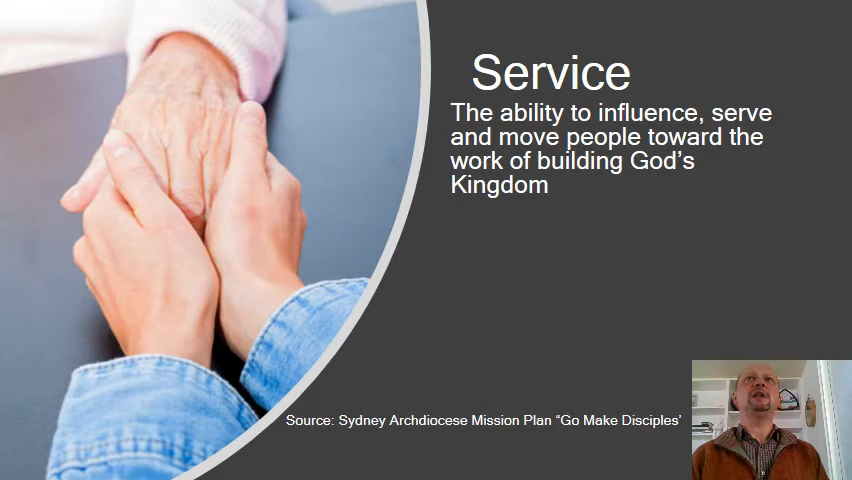 Service
The ability to influence, serve
and move people toward the
work of building God’s
Kingdom
Source: Sydney Archdiocese Mission Plan “Go Make Disciples’